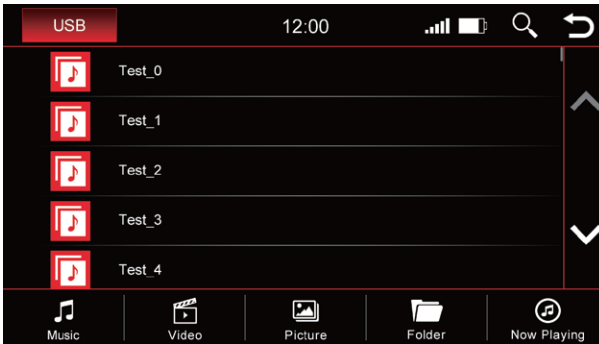 USB 12:00
Test_0
Test_1
Test_2
Test_3
Test_4
Music Video Picture Folder Now Playing